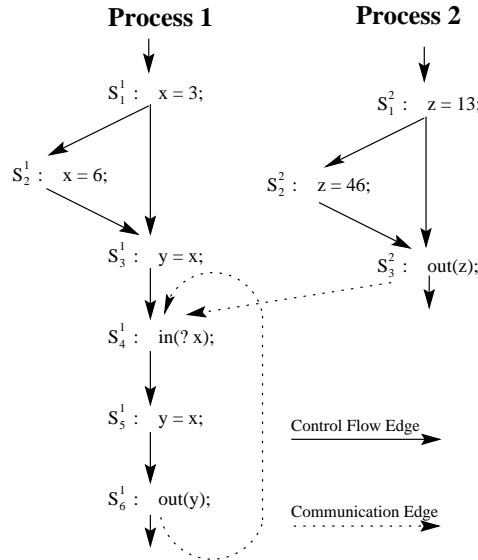 Process 1
Process 2
S₁¹ : x = 3;
S₁² : z = 13;
S₂¹ : x = 6;
S₂² : z = 46;
S₃¹ : y = x;
S₃² : out(z);
S₄¹ : in(? x);
S₅¹ : y = x;
Control Flow Edge
S₆¹ : out(y);
Communication Edge